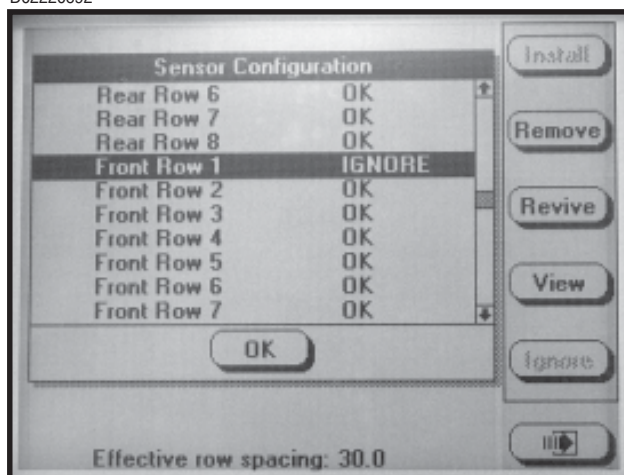 Sensor Configuration
Rear Row 6 OK
Rear Row 7 OK
Rear Row 8 OK
Front Row 1 IGNORE
Front Row 2 OK
Front Row 3 OK
Front Row 4 OK
Front Row 5 OK
Front Row 6 OK
Front Row 7 OK
OK
Effective row spacing: 30.0
Install
Remove
Revive
View
Ignore